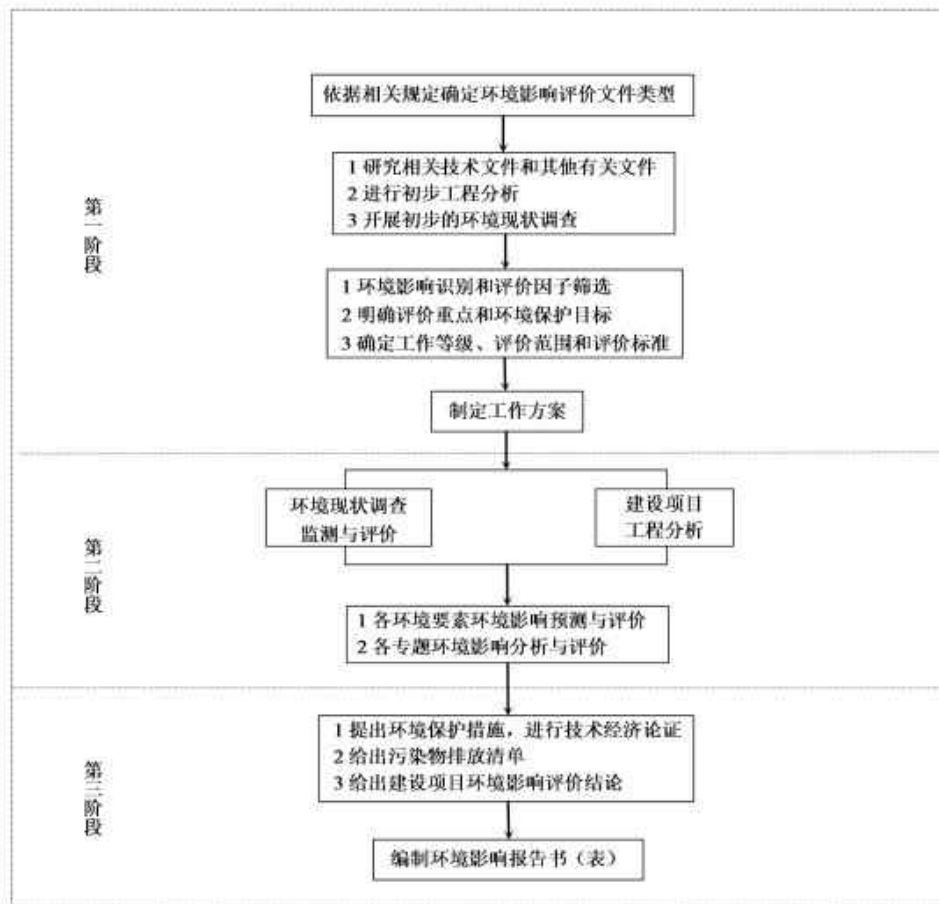 依据相关规定确定环境影响评价文件类型
1 研究相关技术文件和其他有关文件
2 进行初步工程分析
3 开展初步的环境现状调查
第一阶段
1 环境影响识别和评价因子筛选
2 明确评价重点和环境保护目标
3 确定工作等级、评价范围和评价标准
制定工作方案
环境现状调查
监测与评价
建设项目
工程分析
第二阶段
1 各环境要素环境影响预测与评价
2 各专题环境影响分析与评价
1 提出环境保护措施，进行技术经济论证
2 给出污染物排放清单
3 给出建设项目环境影响评价结论
第三阶段
编制环境影响报告书（表）